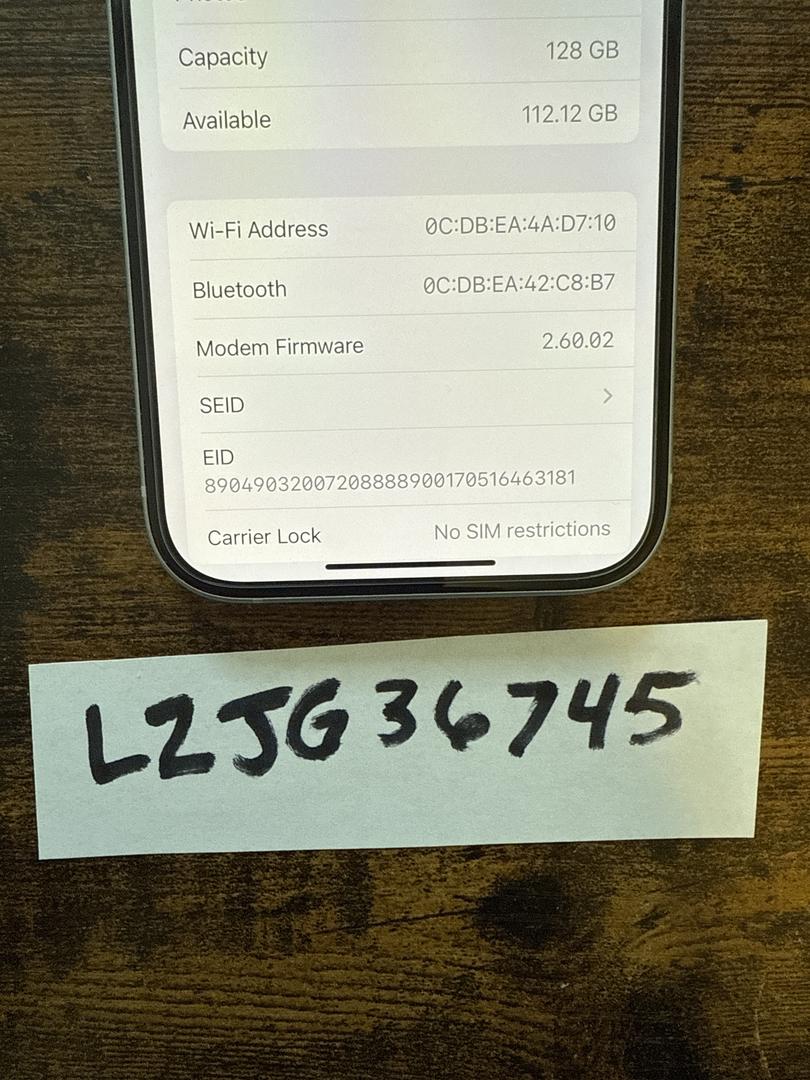 Capacity 128 GB
Available 112.12 GB
Wi-Fi Address 0C:DB:EA:4A:D7:10
Bluetooth 0C:DB:EA:42:C8:B7
Modem Firmware 2.60.02
SEID
EID
89049032007208888900170516463181
Carrier Lock No SIM restrictions
L2JG36745